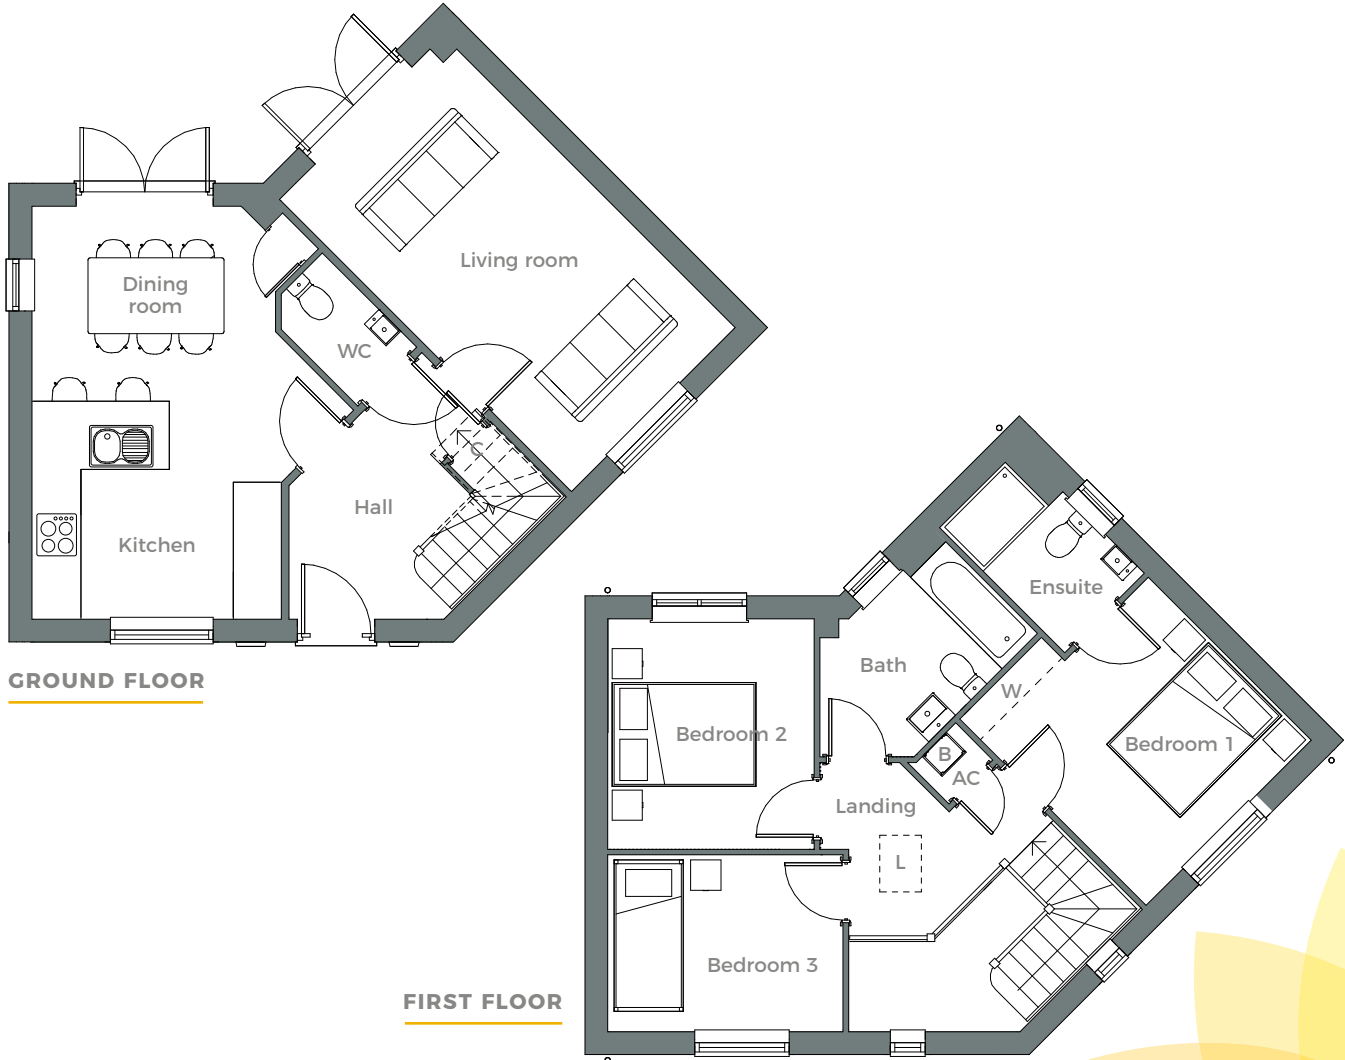 Living room
Dining
room
WC
C
Hall
Kitchen
GROUND FLOOR
Ensuite
Bath
W
Bedroom 2
Bedroom 1
B
AC
Landing
L
Bedroom 3
FIRST FLOOR